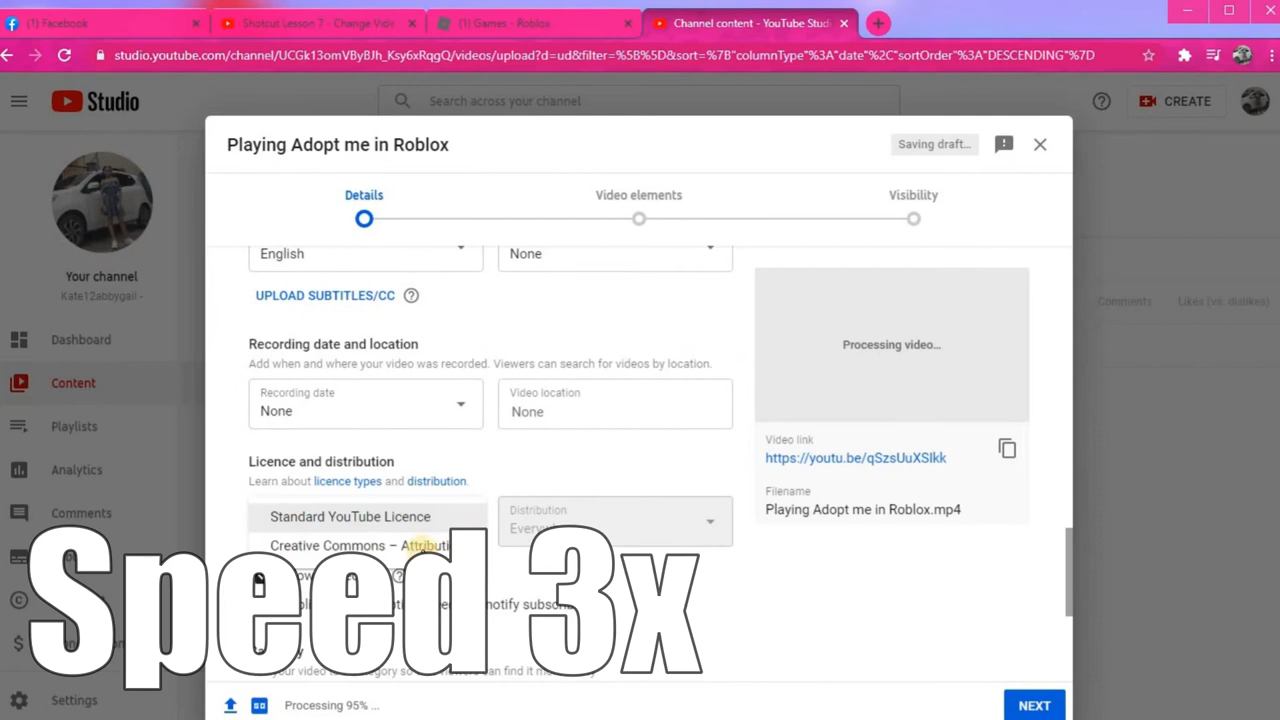 (1) Facebook
Shotcut Lesson 7 - Change Vide
(1) Games - Roblox
Channel content - YouTube Studi
studio.youtube.com/channel/UCGk13omVByBJh_Ksy6xRqgQ/videos/upload?d=ud&filter=%5B%5D&sort=%7B"columnType"%3A"date"%2C"sortOrder"%3A"DESCENDING"%7D
Studio
Search across your channel
CREATE
Playing Adopt me in Roblox
Saving draft...
Details
Video elements
Visibility
Your channel
Kate12abbygail -
Dashboard
Content
Playlists
Analytics
Comments
Settings
English
None
UPLOAD SUBTITLES/CC
Recording date and location
Add when and where your video was recorded. Viewers can search for videos by location.
Recording date
None
Video location
None
Licence and distribution
Learn about licence types and distribution.
Standard YouTube Licence
Creative Commons – Attributi
Distribution
Every
notify subsc
Processing video...
Video link
https://youtu.be/qSzsUuXSIkk
Filename
Playing Adopt me in Roblox.mp4
Comments
Likes (vs. dislikes)
Speed 3x
Processing 95% ...
NEXT